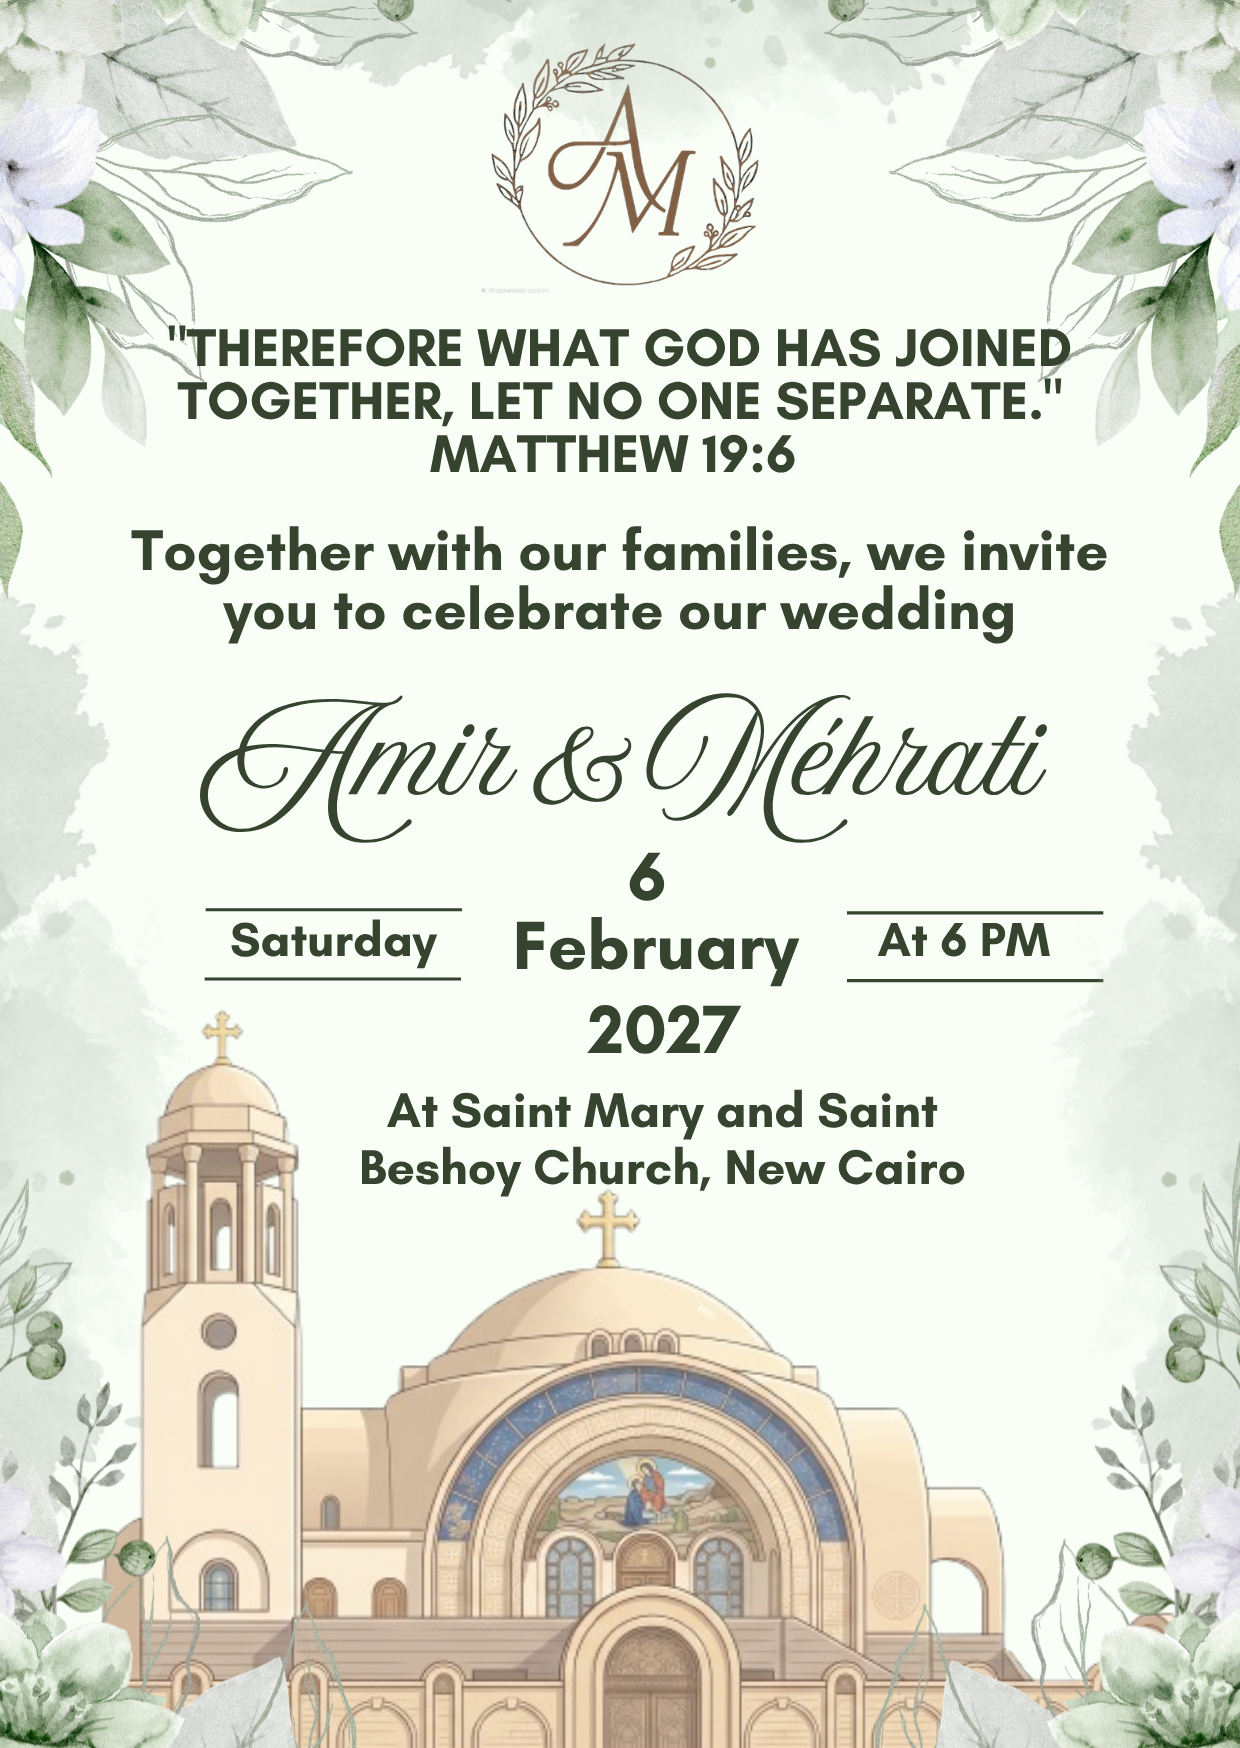 AM
"THEREFORE WHAT GOD HAS JOINED
TOGETHER, LET NO ONE SEPARATE."
MATTHEW 19:6
Together with our families, we invite
you to celebrate our wedding
Amir & Méhrati
6
Saturday
February
At 6 PM
2027
At Saint Mary and Saint
Beshoy Church, New Cairo